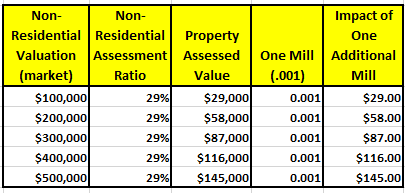 Non-Residential Valuation (market) Non-Residential Assessment Ratio Property Assessed Value One Mill (.001) Impact of One Additional Mill
$100,000 29% $29,000 0.001 $29.00
$200,000 29% $58,000 0.001 $58.00
$300,000 29% $87,000 0.001 $87.00
$400,000 29% $116,000 0.001 $116.00
$500,000 29% $145,000 0.001 $145.00